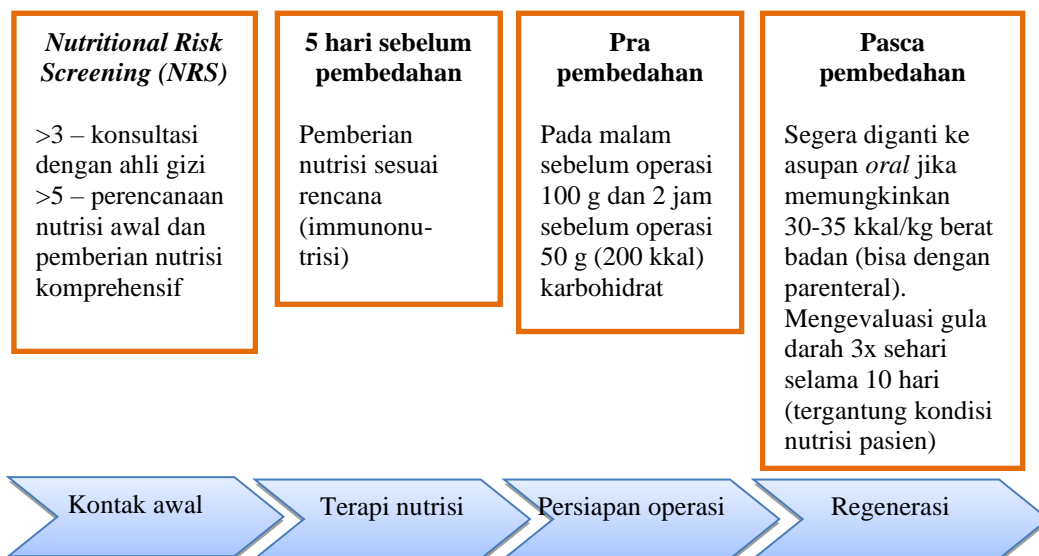 Nutritional Risk
Screening (NRS)
>3 – konsultasi
dengan ahli gizi
>5 – perencanaan
nutrisi awal dan
pemberian nutrisi
komprehensif
5 hari sebelum
pembedahan
Pemberian
nutrisi sesuai
rencana
(immunonu-
trisi)
Pra
pembedahan
Pada malam
sebelum operasi
100 g dan 2 jam
sebelum operasi
50 g (200 kkal)
karbohidrat
Pasca
pembedahan
Segera diganti ke
asupan oral jika
memungkinkan
30-35 kkal/kg berat
badan (bisa dengan
parenteral).
Mengevaluasi gula
darah 3x sehari
selama 10 hari
(tergantung kondisi
nutrisi pasien)
Kontak awal
Terapi nutrisi
Persiapan operasi
Regenerasi